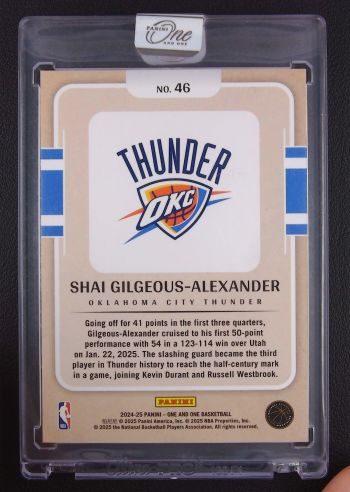 PANINI
One
AND ONE
NO. 46
THUNDER
OKC
SHAI GILGEOUS-ALEXANDER
OKLAHOMA CITY THUNDER
Going off for 41 points in the first three quarters,
Gilgeous-Alexander cruised to his first 50-point
performance with 54 in a 123-114 win over Utah
on Jan. 22, 2025. The slashing guard became the third
player in Thunder history to reach the half-century mark
in a game, joining Kevin Durant and Russell Westbrook.
PANINI
2024-25 PANINI – ONE AND ONE BASKETBALL
© 2025 Panini America, Inc. © 2025 NBA Properties, Inc.
© 2025 the National Basketball Players Association. All rights reserved.
NBA